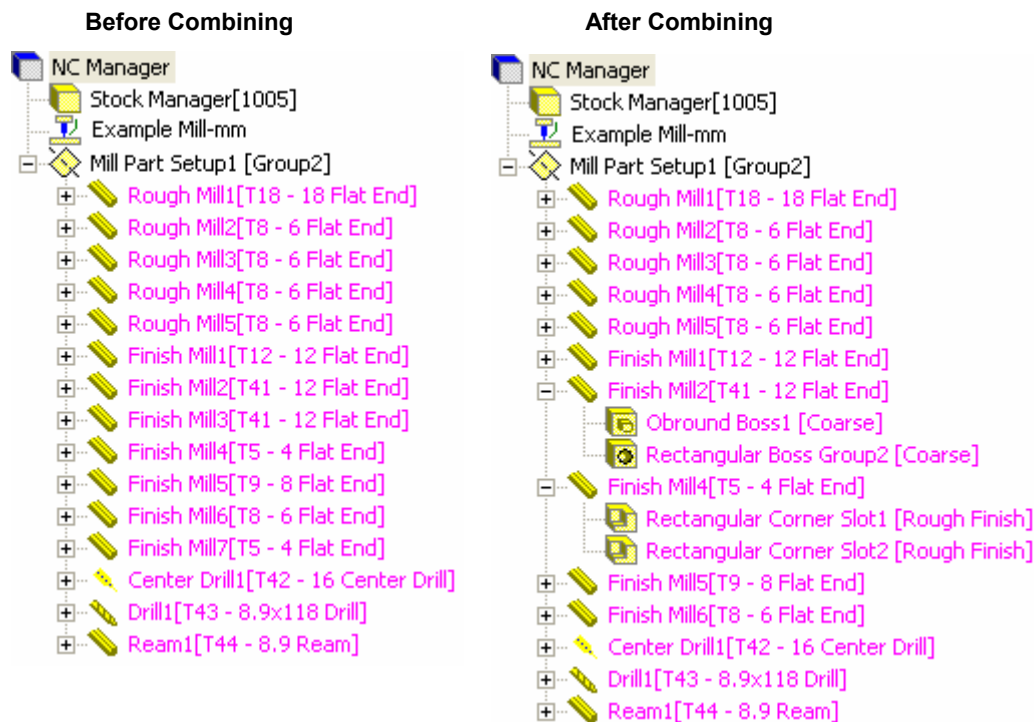 Before Combining
NC Manager
Stock Manager[1005]
Example Mill-mm
Mill Part Setup1 [Group2]
Rough Mill1[T18 - 18 Flat End]
Rough Mill2[T8 - 6 Flat End]
Rough Mill3[T8 - 6 Flat End]
Rough Mill4[T8 - 6 Flat End]
Rough Mill5[T8 - 6 Flat End]
Finish Mill1[T12 - 12 Flat End]
Finish Mill2[T41 - 12 Flat End]
Finish Mill3[T41 - 12 Flat End]
Finish Mill4[T5 - 4 Flat End]
Finish Mill5[T9 - 8 Flat End]
Finish Mill6[T8 - 6 Flat End]
Finish Mill7[T5 - 4 Flat End]
Center Drill1[T42 - 16 Center Drill]
Drill1[T43 - 8.9x118 Drill]
Ream1[T44 - 8.9 Ream]
After Combining
NC Manager
Stock Manager[1005]
Example Mill-mm
Mill Part Setup1 [Group2]
Rough Mill1[T18 - 18 Flat End]
Rough Mill2[T8 - 6 Flat End]
Rough Mill3[T8 - 6 Flat End]
Rough Mill4[T8 - 6 Flat End]
Rough Mill5[T8 - 6 Flat End]
Finish Mill1[T12 - 12 Flat End]
Finish Mill2[T41 - 12 Flat End]
Obround Boss1 [Coarse]
Rectangular Boss Group2 [Coarse]
Finish Mill4[T5 - 4 Flat End]
Rectangular Corner Slot1 [Rough Finish]
Rectangular Corner Slot2 [Rough Finish]
Finish Mill5[T9 - 8 Flat End]
Finish Mill6[T8 - 6 Flat End]
Center Drill1[T42 - 16 Center Drill]
Drill1[T43 - 8.9x118 Drill]
Ream1[T44 - 8.9 Ream]